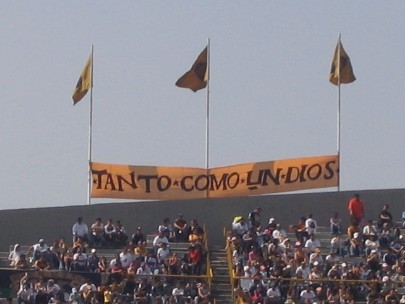 TANTO COMO UN DIOS